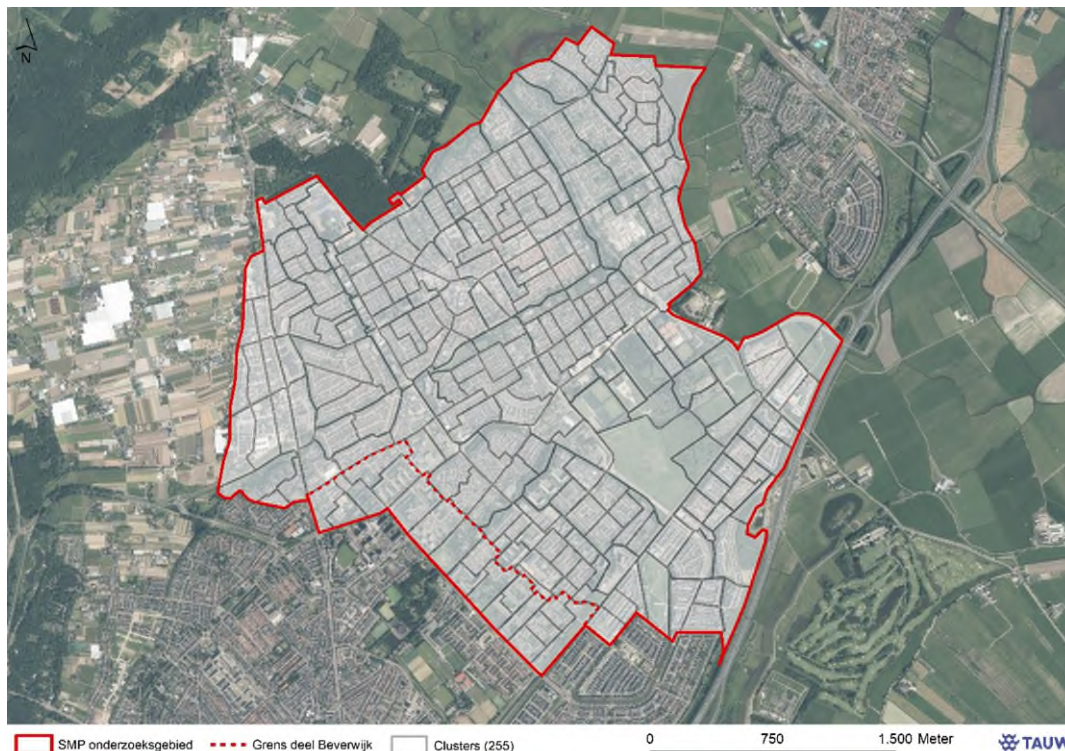 N
SMP onderzoeksgebied
Grens deel Beverwijk
Clusters (255)
0 750 1.500 Meter
TAUW